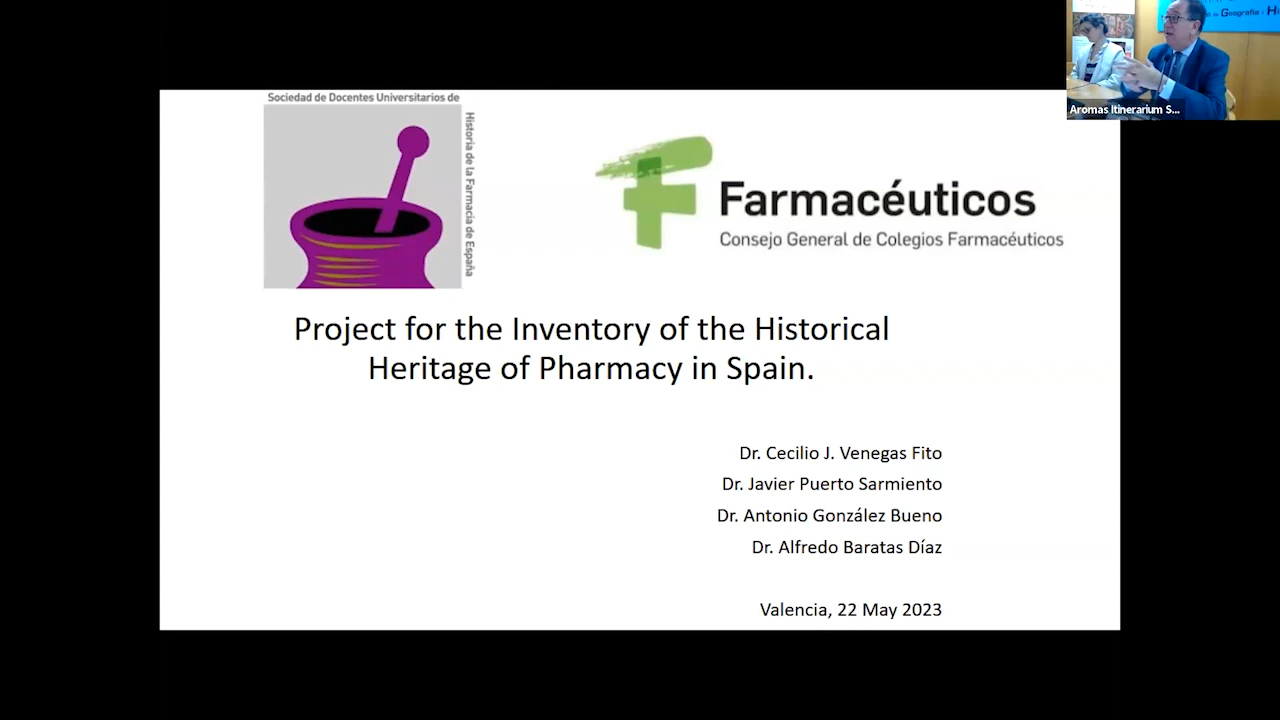 Sociedad de Docentes Universitarios de
Historia de la Farmacia de España
Farmacéuticos
Consejo General de Colegios Farmacéuticos
Project for the Inventory of the Historical
Heritage of Pharmacy in Spain.
Dr. Cecilio J. Venegas Fito
Dr. Javier Puerto Sarmiento
Dr. Antonio González Bueno
Dr. Alfredo Baratas Díaz
Valencia, 22 May 2023
de Geografia i
Aromas Itinerarium S...